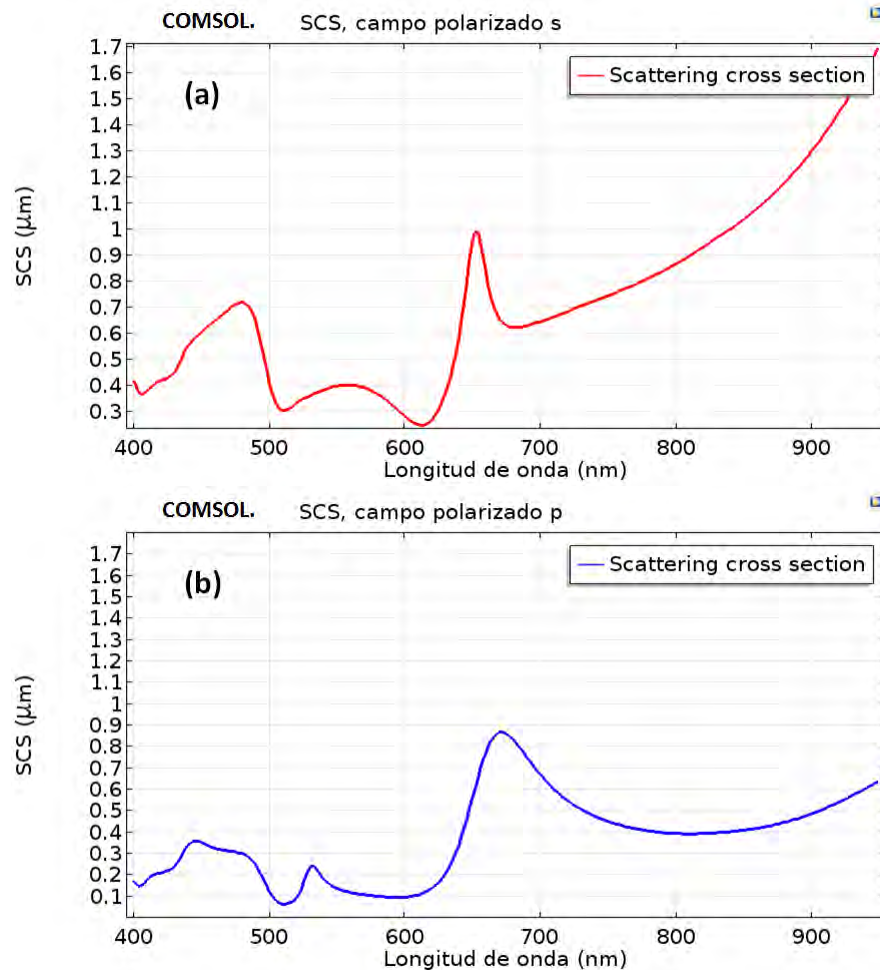 COMSOL. SCS, campo polarizado s
(a)
Scattering cross section
SCS (μm)
1.7
1.6
1.5
1.4
1.3
1.2
1.1
1
0.9
0.8
0.7
0.6
0.5
0.4
0.3
400 500 600 700 800 900
Longitud de onda (nm)
COMSOL. SCS, campo polarizado p
(b)
Scattering cross section
SCS (μm)
1.7
1.6
1.5
1.4
1.3
1.2
1.1
1
0.9
0.8
0.7
0.6
0.5
0.4
0.3
0.2
0.1
400 500 600 700 800 900
Longitud de onda (nm)